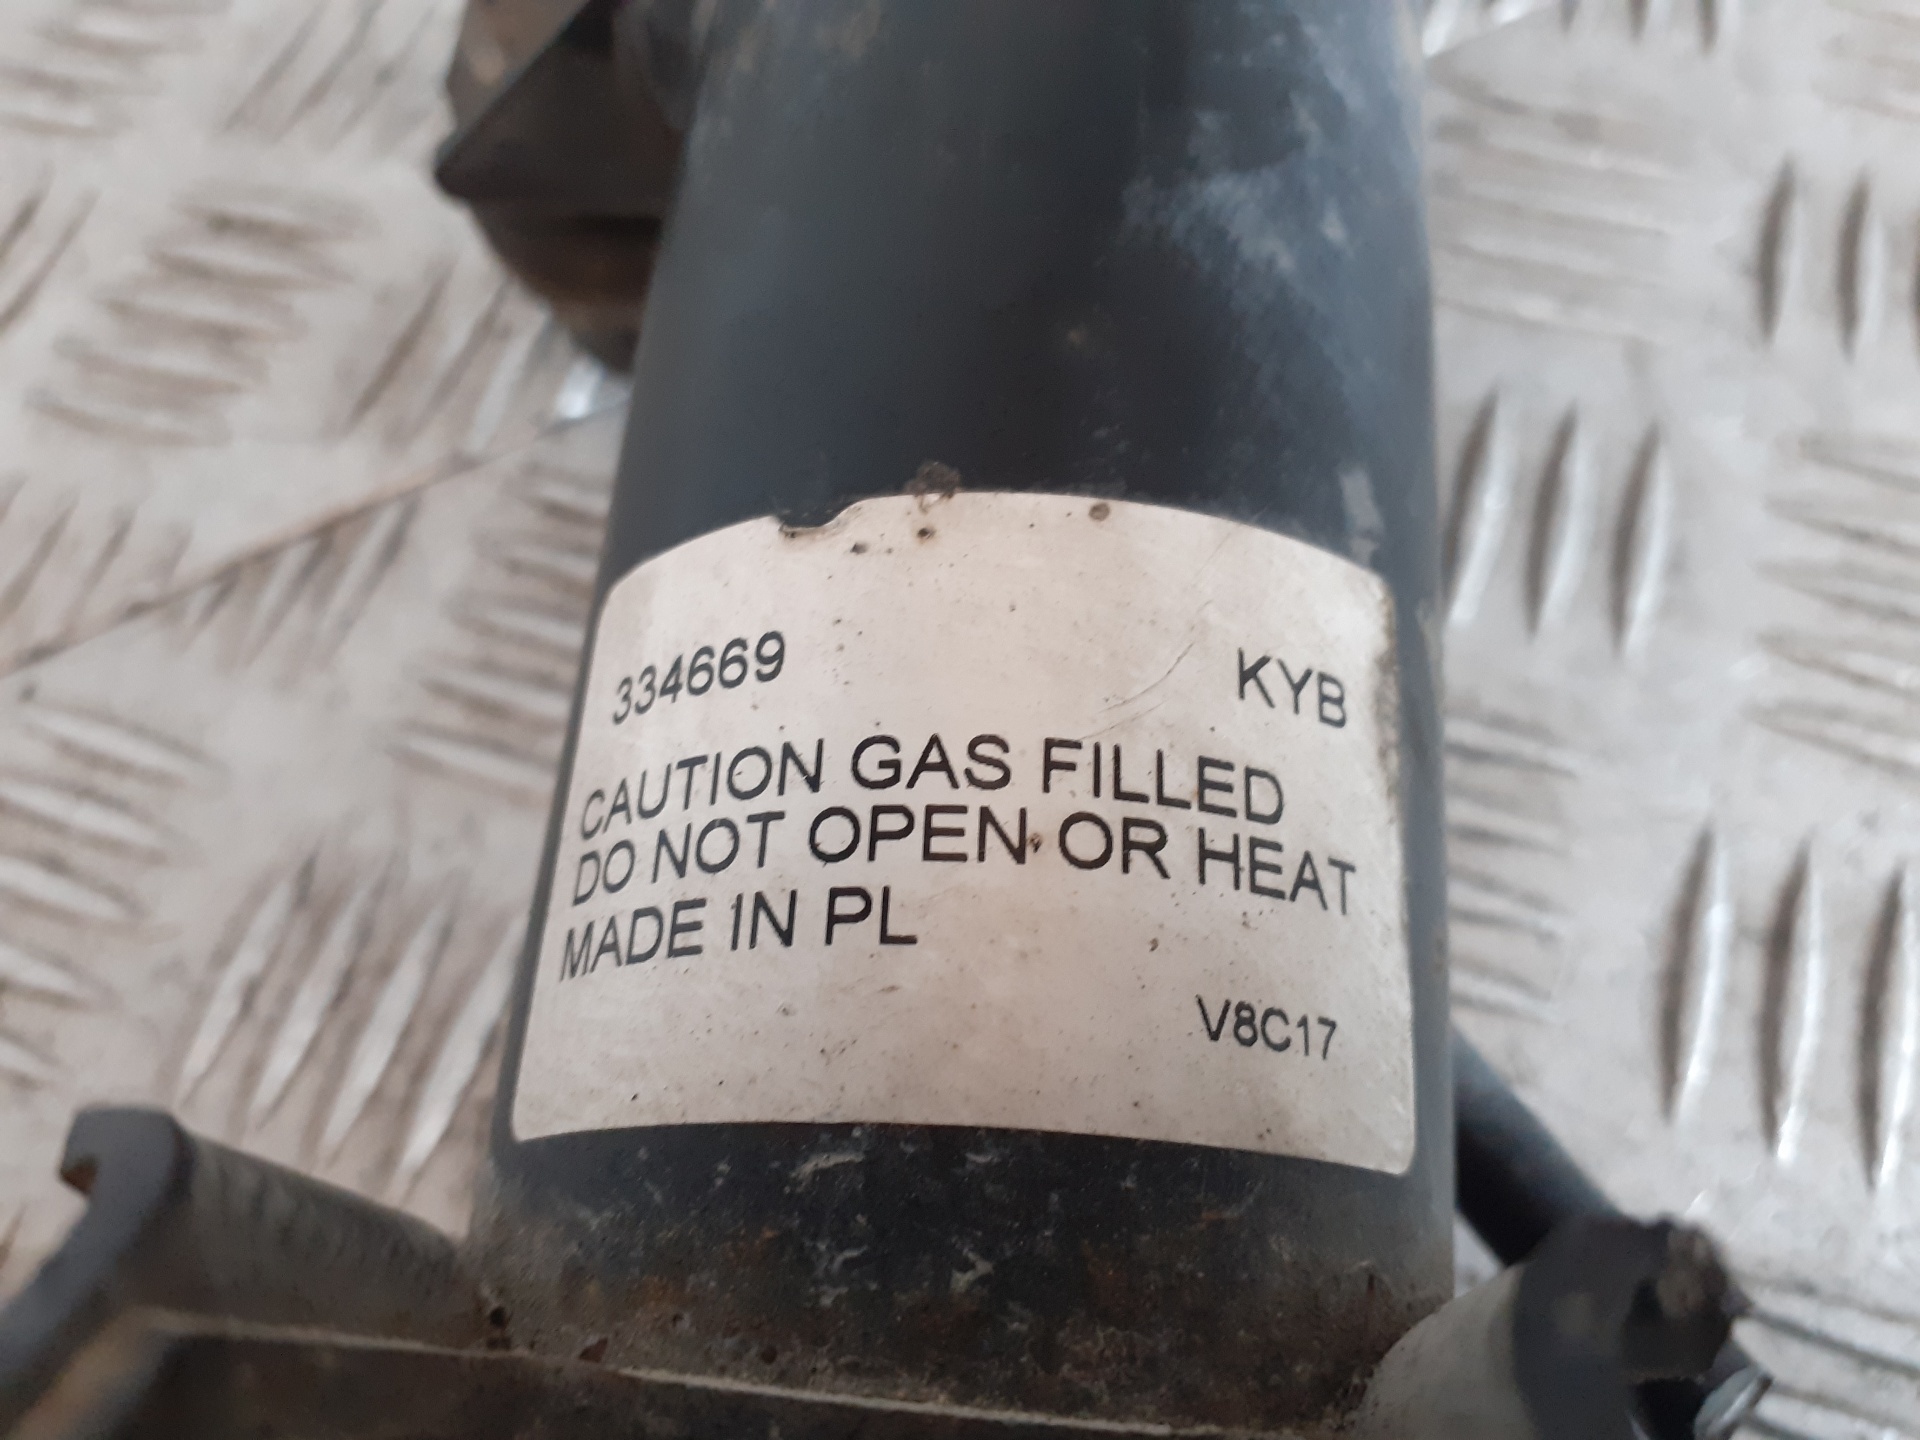 334669 KYB
CAUTION GAS FILLED
DO NOT OPEN OR HEAT
MADE IN PL
V8C17